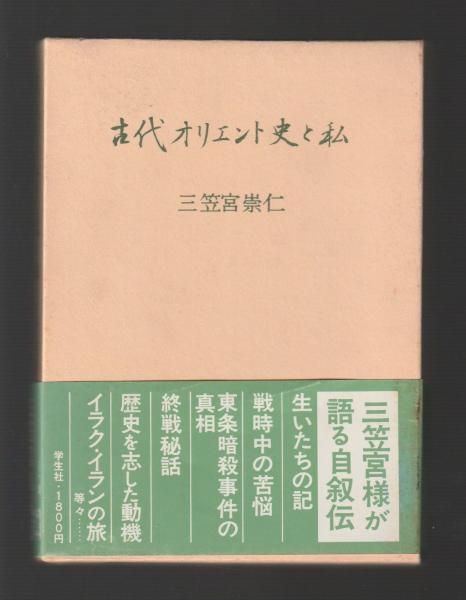 古代オリエント史と私
三笠宮崇仁
三笠宮様が
語る自叙伝
生いたちの記
戦時中の苦悩
東条暗殺事件の
真相
終戦秘話
歴史を志した動機
イラク・イランの旅
等々……
学生社・1800円